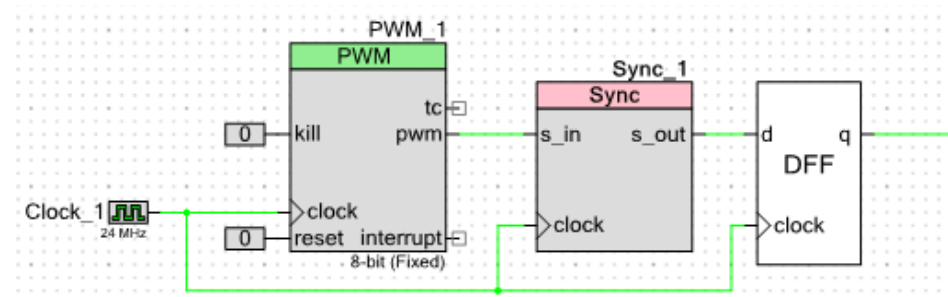 PWM_1
PWM
tc
0 kill pwm
Clock_1 clock
24 MHz
0 reset interrupt
8-bit (Fixed)
Sync_1
Sync
s_in s_out
clock
d q
DFF
clock